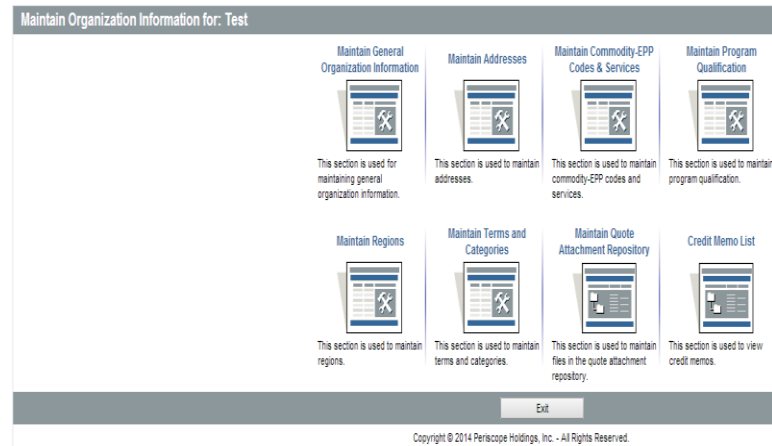 Maintain Organization Information for: Test
Maintain General
Organization Information
This section is used for
maintaining general
organization information.
Maintain Addresses
This section is used to maintain
addresses.
Maintain Commodity-EPP
Codes & Services
This section is used to maintain
commodity-EPP codes and
services.
Maintain Program
Qualification
This section is used to maintain
program qualification.
Maintain Regions
This section is used to maintain
regions.
Maintain Terms and
Categories
This section is used to maintain
terms and categories.
Maintain Quote
Attachment Repository
This section is used to maintain
files in the quote attachment
repository.
Credit Memo List
This section is used to view
credit memos.
Exit
Copyright © 2014 Periscope Holdings, Inc. - All Rights Reserved.